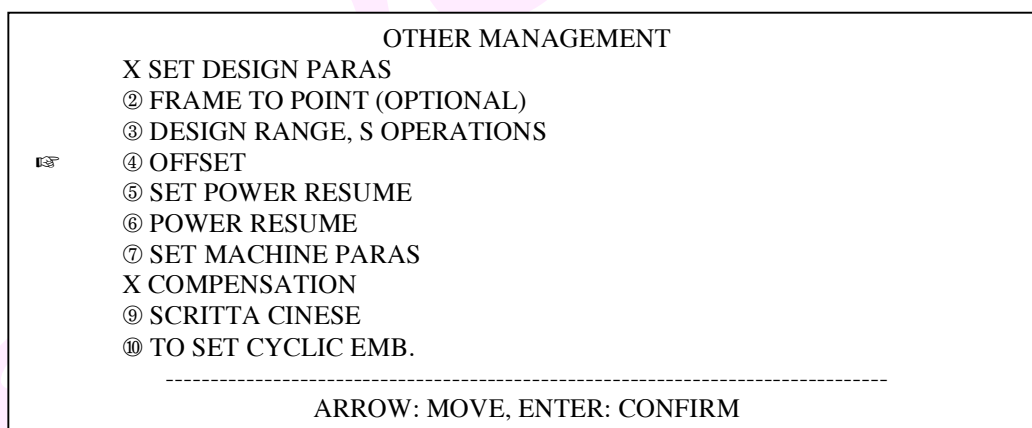 OTHER MANAGEMENT
X SET DESIGN PARAS
② FRAME TO POINT (OPTIONAL)
③ DESIGN RANGE, S OPERATIONS
☞ ④ OFFSET
⑤ SET POWER RESUME
⑥ POWER RESUME
⑦ SET MACHINE PARAS
X COMPENSATION
⑨ SCRITTA CINESE
⑩ TO SET CYCLIC EMB.
--------------------------------------------------------------------------------
ARROW: MOVE, ENTER: CONFIRM